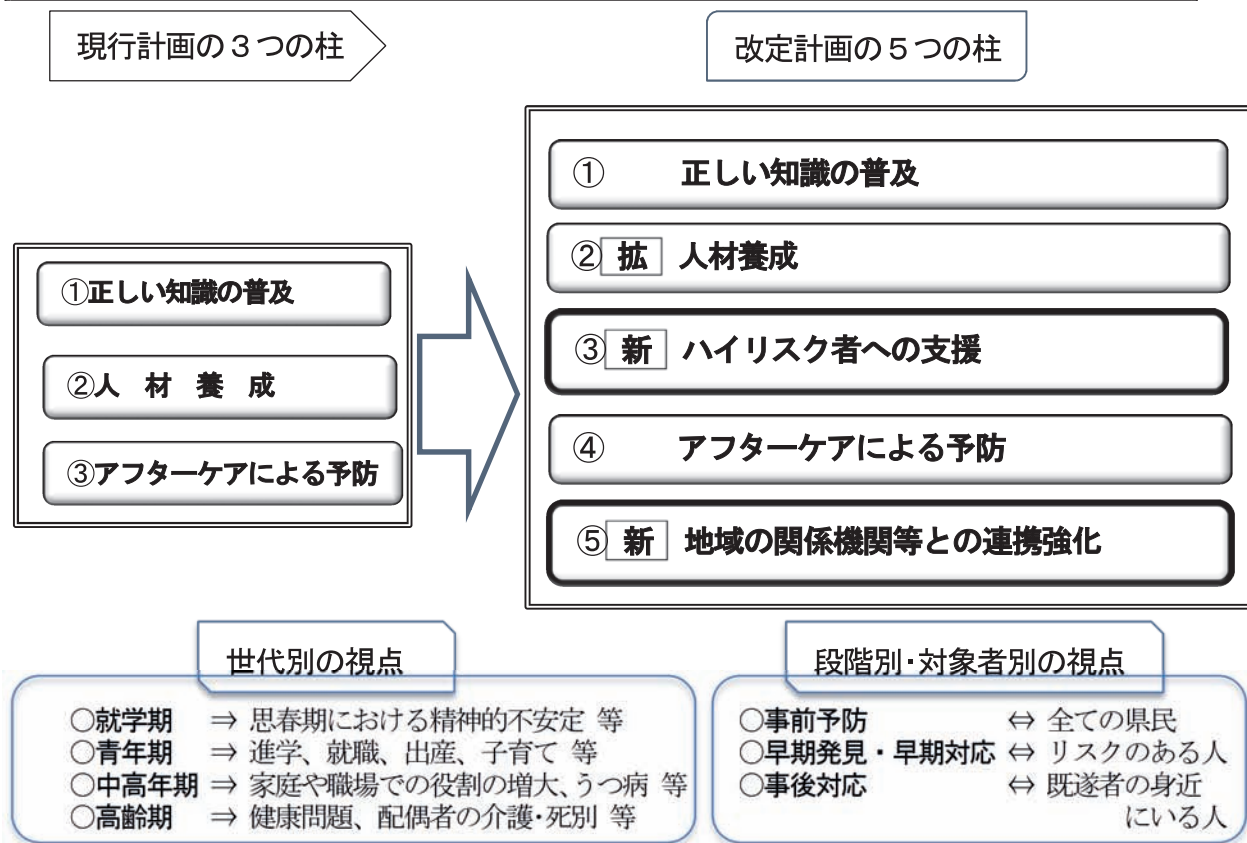 現行計画の３つの柱
改定計画の５つの柱
①正しい知識の普及
②人 材 養 成
③アフターケアによる予防
① 正しい知識の普及
② 拡 人材養成
③ 新 ハイリスク者への支援
④ アフターケアによる予防
⑤ 新 地域の関係機関等との連携強化
世代別の視点
○就学期 ⇒ 思春期における精神的不安定 等
○青年期 ⇒ 進学、就職、出産、子育て 等
○中高年期 ⇒ 家庭や職場での役割の増大、うつ病 等
○高齢期 ⇒ 健康問題、配偶者の介護・死別 等
段階別・対象者別の視点
○事前予防 ⇔ 全ての県民
○早期発見・早期対応 ⇔ リスクのある人
○事後対応 ⇔ 既遂者の身近
にいる人